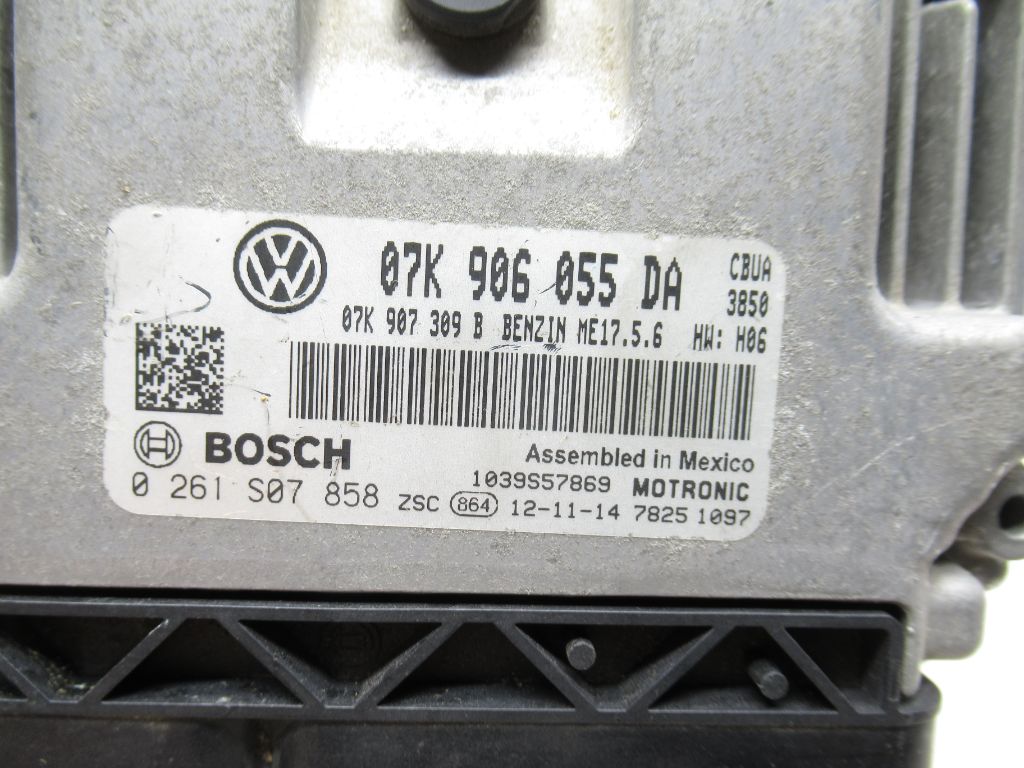 07K 906 055 DA CBUA
3850
07K 907 309 B BENZIN ME17.5.6 HW: H06
BOSCH
Assembled in Mexico
1039S57869 MOTRONIC
0 261 S07 858 ZSC 864 12-11-14 7825 1097